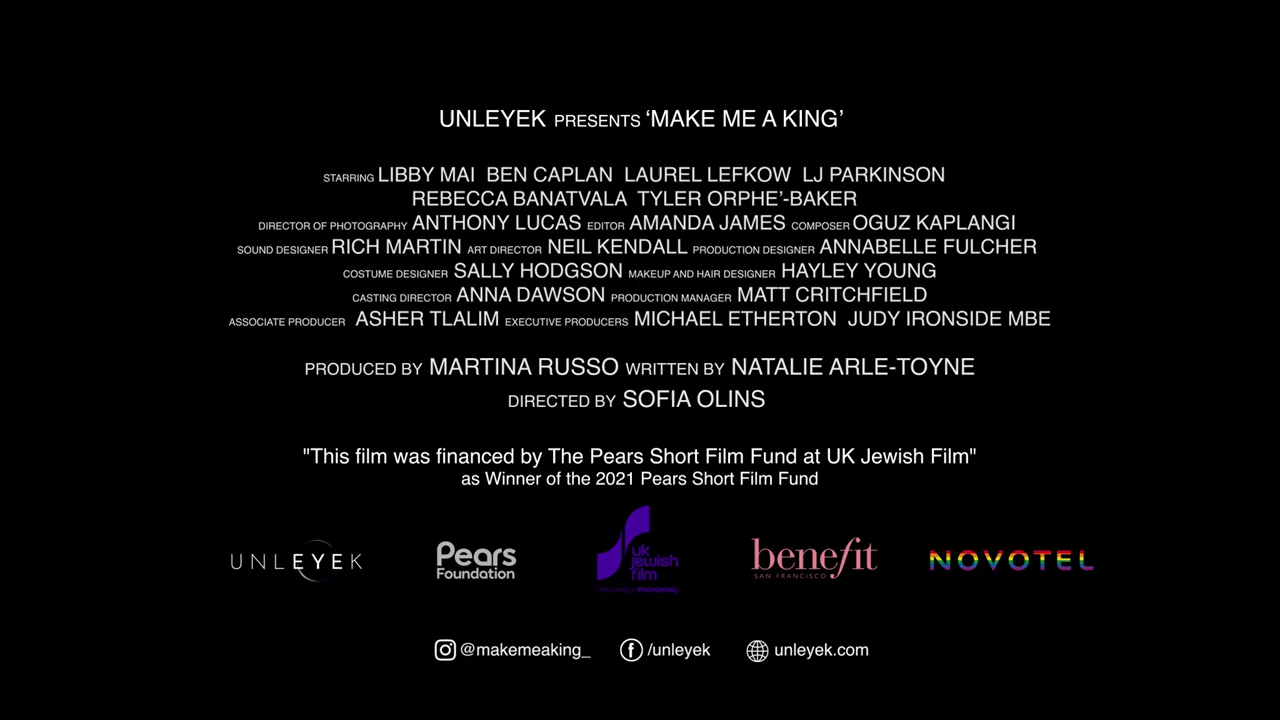 UNLEYEK PRESENTS ‘MAKE ME A KING’
STARRING LIBBY MAI BEN CAPLAN LAUREL LEFKOW LJ PARKINSON
REBECCA BANATVALA TYLER ORPHE’-BAKER
DIRECTOR OF PHOTOGRAPHY ANTHONY LUCAS EDITOR AMANDA JAMES COMPOSER OGUZ KAPLANGI
SOUND DESIGNER RICH MARTIN ART DIRECTOR NEIL KENDALL PRODUCTION DESIGNER ANNABELLE FULCHER
COSTUME DESIGNER SALLY HODGSON MAKEUP AND HAIR DESIGNER HAYLEY YOUNG
CASTING DIRECTOR ANNA DAWSON PRODUCTION MANAGER MATT CRITCHFIELD
ASSOCIATE PRODUCER ASHER TLALIM EXECUTIVE PRODUCERS MICHAEL ETHERTON JUDY IRONSIDE MBE
PRODUCED BY MARTINA RUSSO WRITTEN BY NATALIE ARLE-TOYNE
DIRECTED BY SOFIA OLINS
"This film was financed by The Pears Short Film Fund at UK Jewish Film"
as Winner of the 2021 Pears Short Film Fund
UNLEYEK
Pears
Foundation
uk
jewish
film
benefit
SAN FRANCISCO
NOVOTEL
@makemeaking_ /unleyek unleyek.com